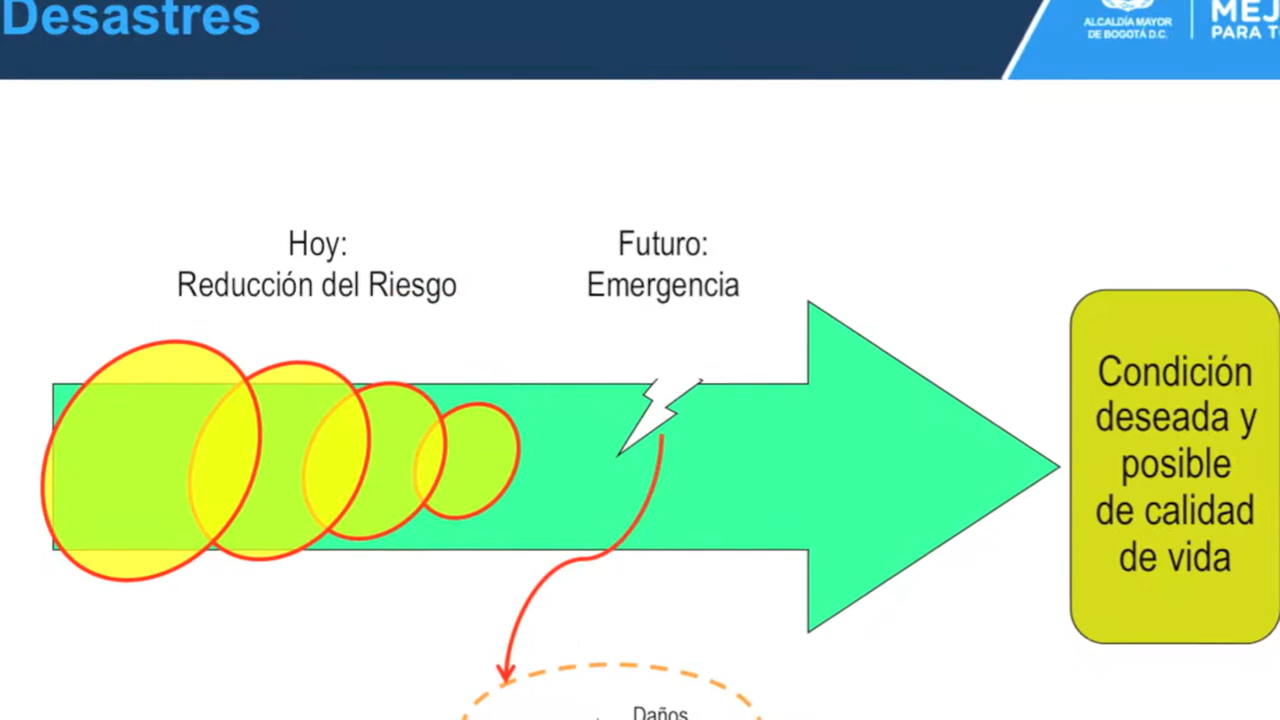 Desastres
ALCALDÍA MAYOR
DE BOGOTÁ D.C.
MEJ
PARA T
Hoy:
Reducción del Riesgo
Futuro:
Emergencia
Condición
deseada y
posible
de calidad
de vida
Daños